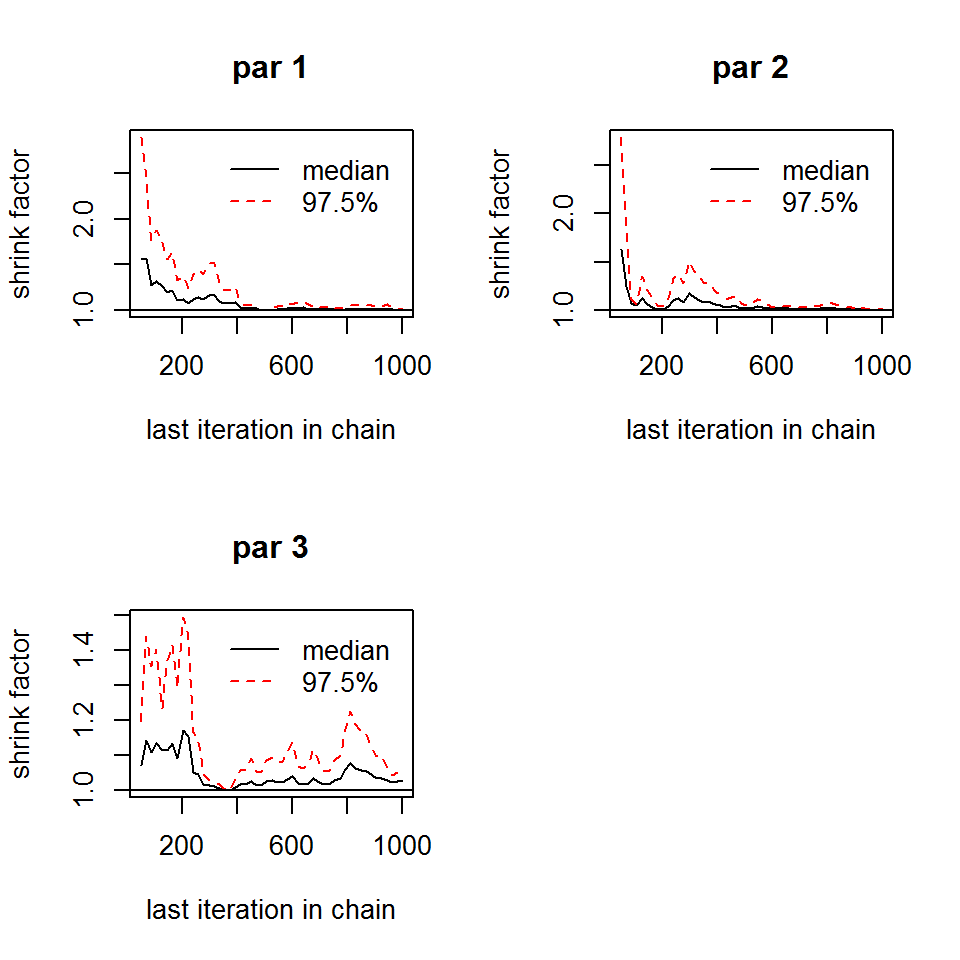 par 1
shrink factor
1.0 2.0
median
97.5%
200 600 1000
last iteration in chain
par 2
shrink factor
1.0 2.0
median
97.5%
200 600 1000
last iteration in chain
par 3
shrink factor
1.0 1.2 1.4
median
97.5%
200 600 1000
last iteration in chain